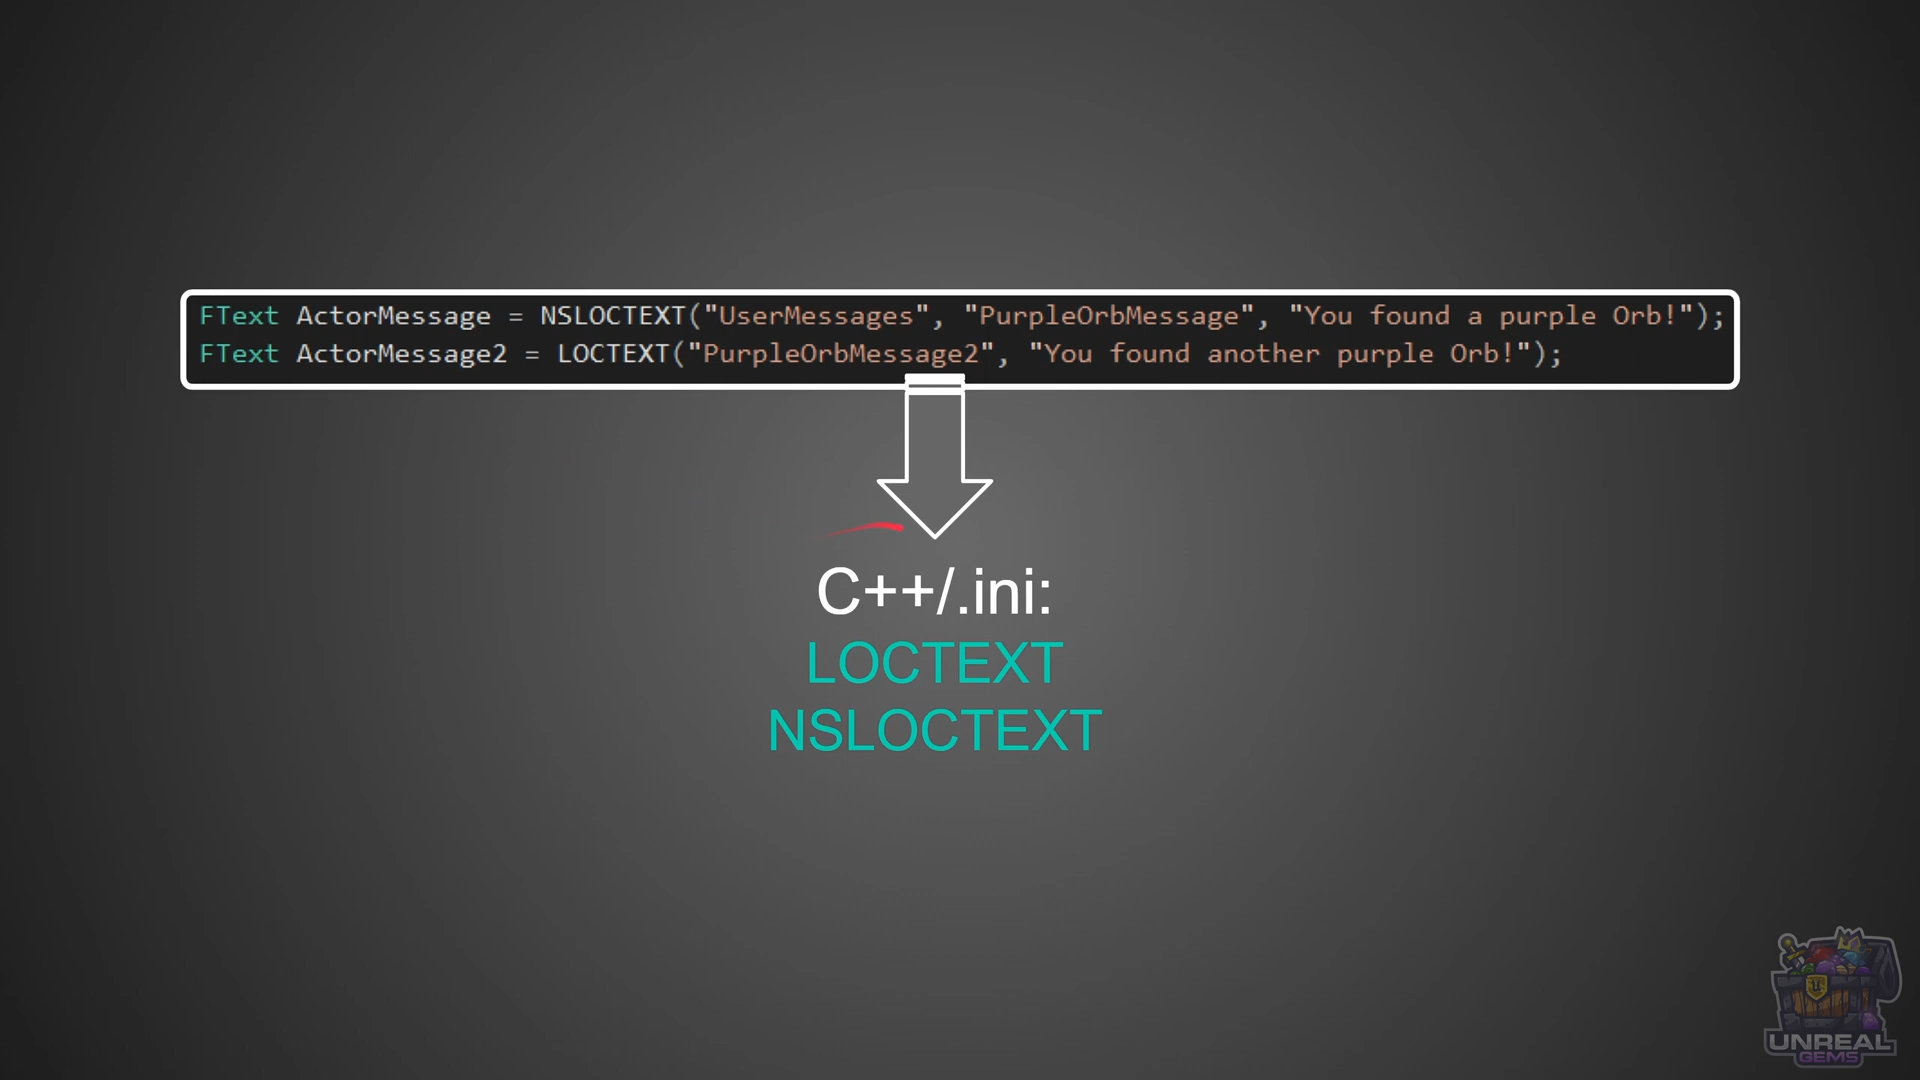 FText ActorMessage = NSLOCTEXT("UserMessages", "PurpleOrbMessage", "You found a purple Orb!");
FText ActorMessage2 = LOCTEXT("PurpleOrbMessage2", "You found another purple Orb!");
C++/.ini:
LOCTEXT
NSLOCTEXT
UNREAL
GEMS